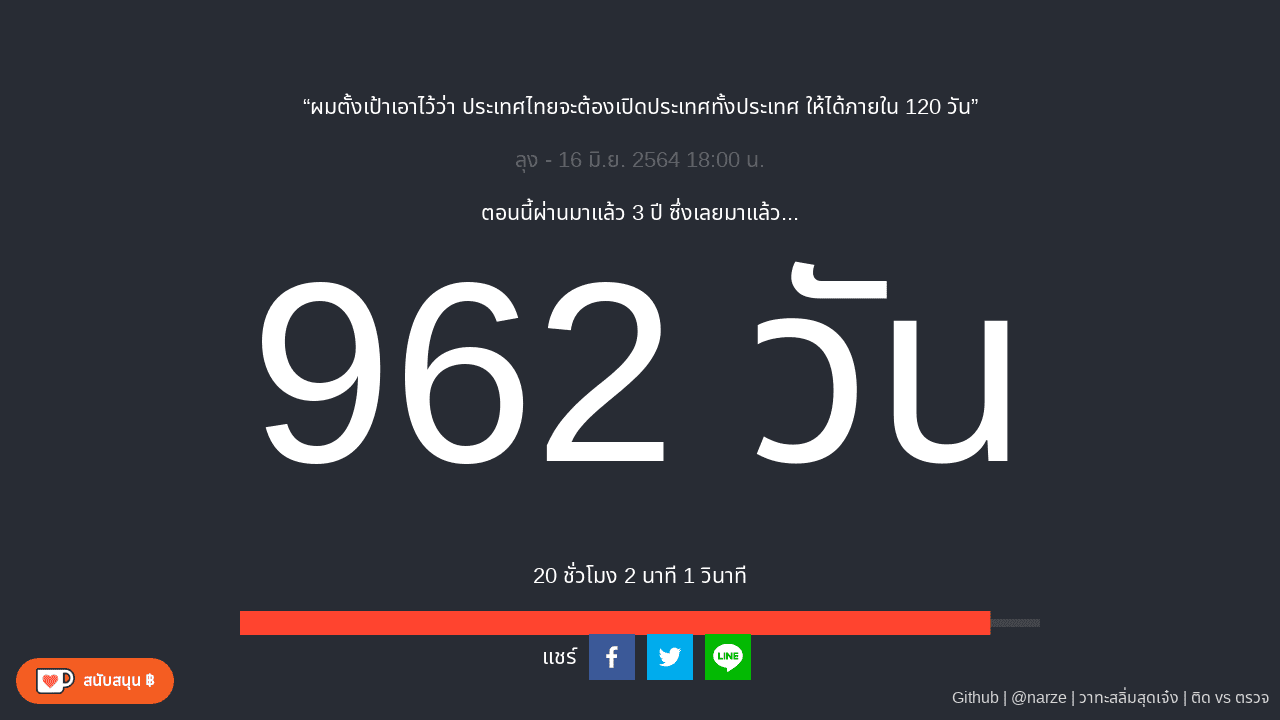 “ผมตั้งเป้าเอาไว้ว่า ประเทศไทยจะต้องเปิดประเทศทั้งประเทศ ให้ได้ภายใน 120 วัน”
ลุง - 16 มิ.ย. 2564 18:00 น.
ตอนนี้ผ่านมาแล้ว 3 ปี ซึ่งเลยมาแล้ว...
962 วัน
20 ชั่วโมง 2 นาที 1 วินาที
แชร์
LINE
สนับสนุน ฿
Github | @narze | วาทะสลิ่มสุดเจ๋ง | ติด vs ตรวจ